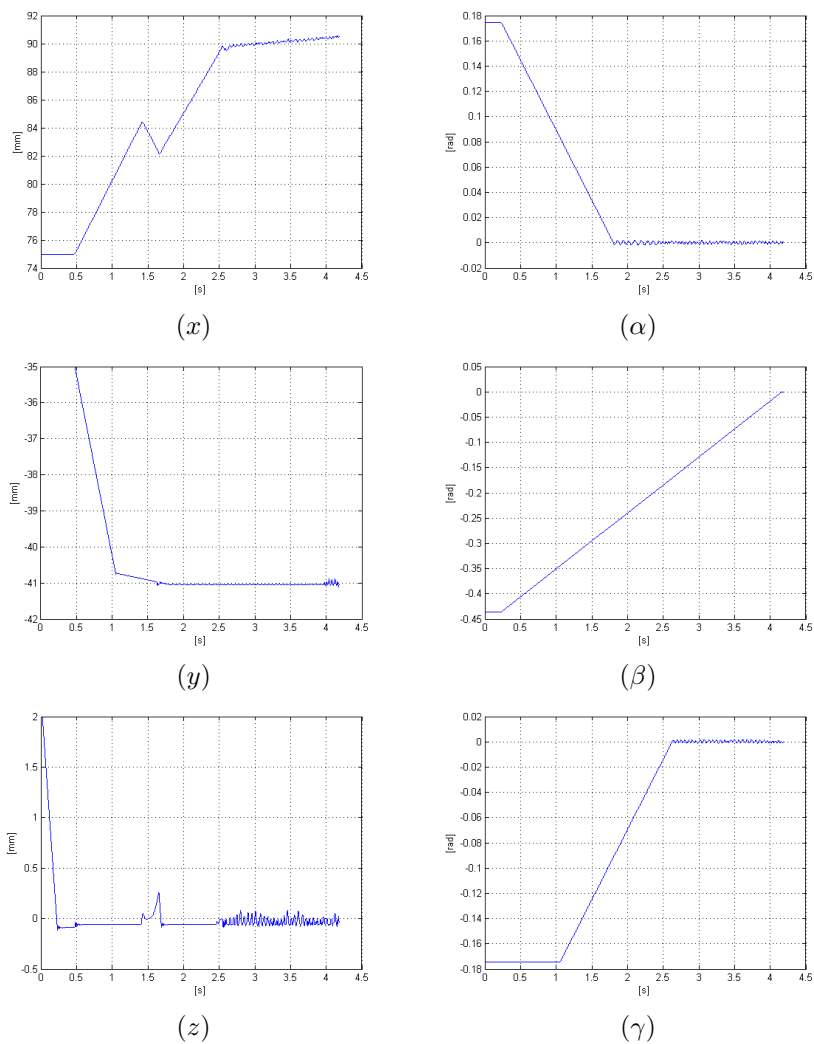 92
90
88
86
84
82
80
78
76
74
[mm]
0 0.5 1 1.5 2 2.5 3 3.5 4 4.5
[s]
(x)
0.18
0.16
0.14
0.12
0.1
0.08
0.06
0.04
0.02
0
-0.02
[rad]
0 0.5 1 1.5 2 2.5 3 3.5 4 4.5
[s]
(α)
-35
-36
-37
-38
-39
-40
-41
-42
[mm]
0 0.5 1 1.5 2 2.5 3 3.5 4 4.5
[s]
(y)
0.05
0
-0.05
-0.1
-0.15
-0.2
-0.25
-0.3
-0.35
-0.4
-0.45
[rad]
0 0.5 1 1.5 2 2.5 3 3.5 4 4.5
[s]
(β)
2
1.5
1
0.5
0
-0.5
[mm]
0 0.5 1 1.5 2 2.5 3 3.5 4 4.5
[s]
(z)
0.02
0
-0.02
-0.04
-0.06
-0.08
-0.1
-0.12
-0.14
-0.16
-0.18
[rad]
0 0.5 1 1.5 2 2.5 3 3.5 4 4.5
[s]
(γ)